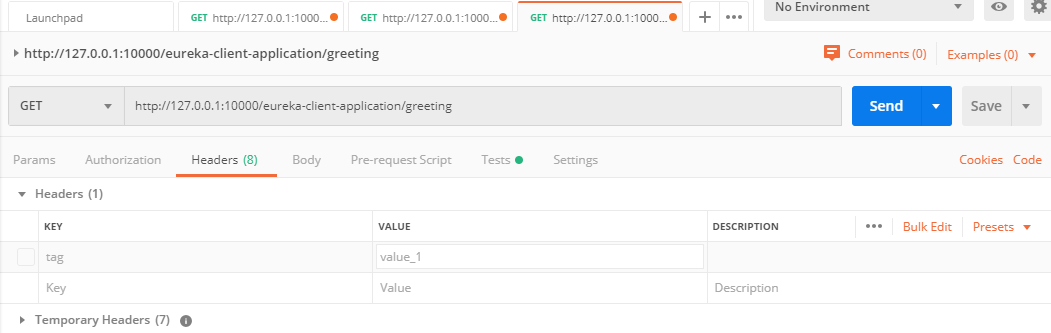 Launchpad GET http://127.0.0.1:1000... GET http://127.0.0.1:1000... GET http://127.0.0.1:1000... + ••• No Environment
http://127.0.0.1:10000/eureka-client-application/greeting Comments (0) Examples (0)
GET http://127.0.0.1:10000/eureka-client-application/greeting Send Save
Params Authorization Headers (8) Body Pre-request Script Tests Settings Cookies Code
Headers (1)
KEY VALUE DESCRIPTION ••• Bulk Edit Presets
tag value_1
Key Value Description
Temporary Headers (7) i